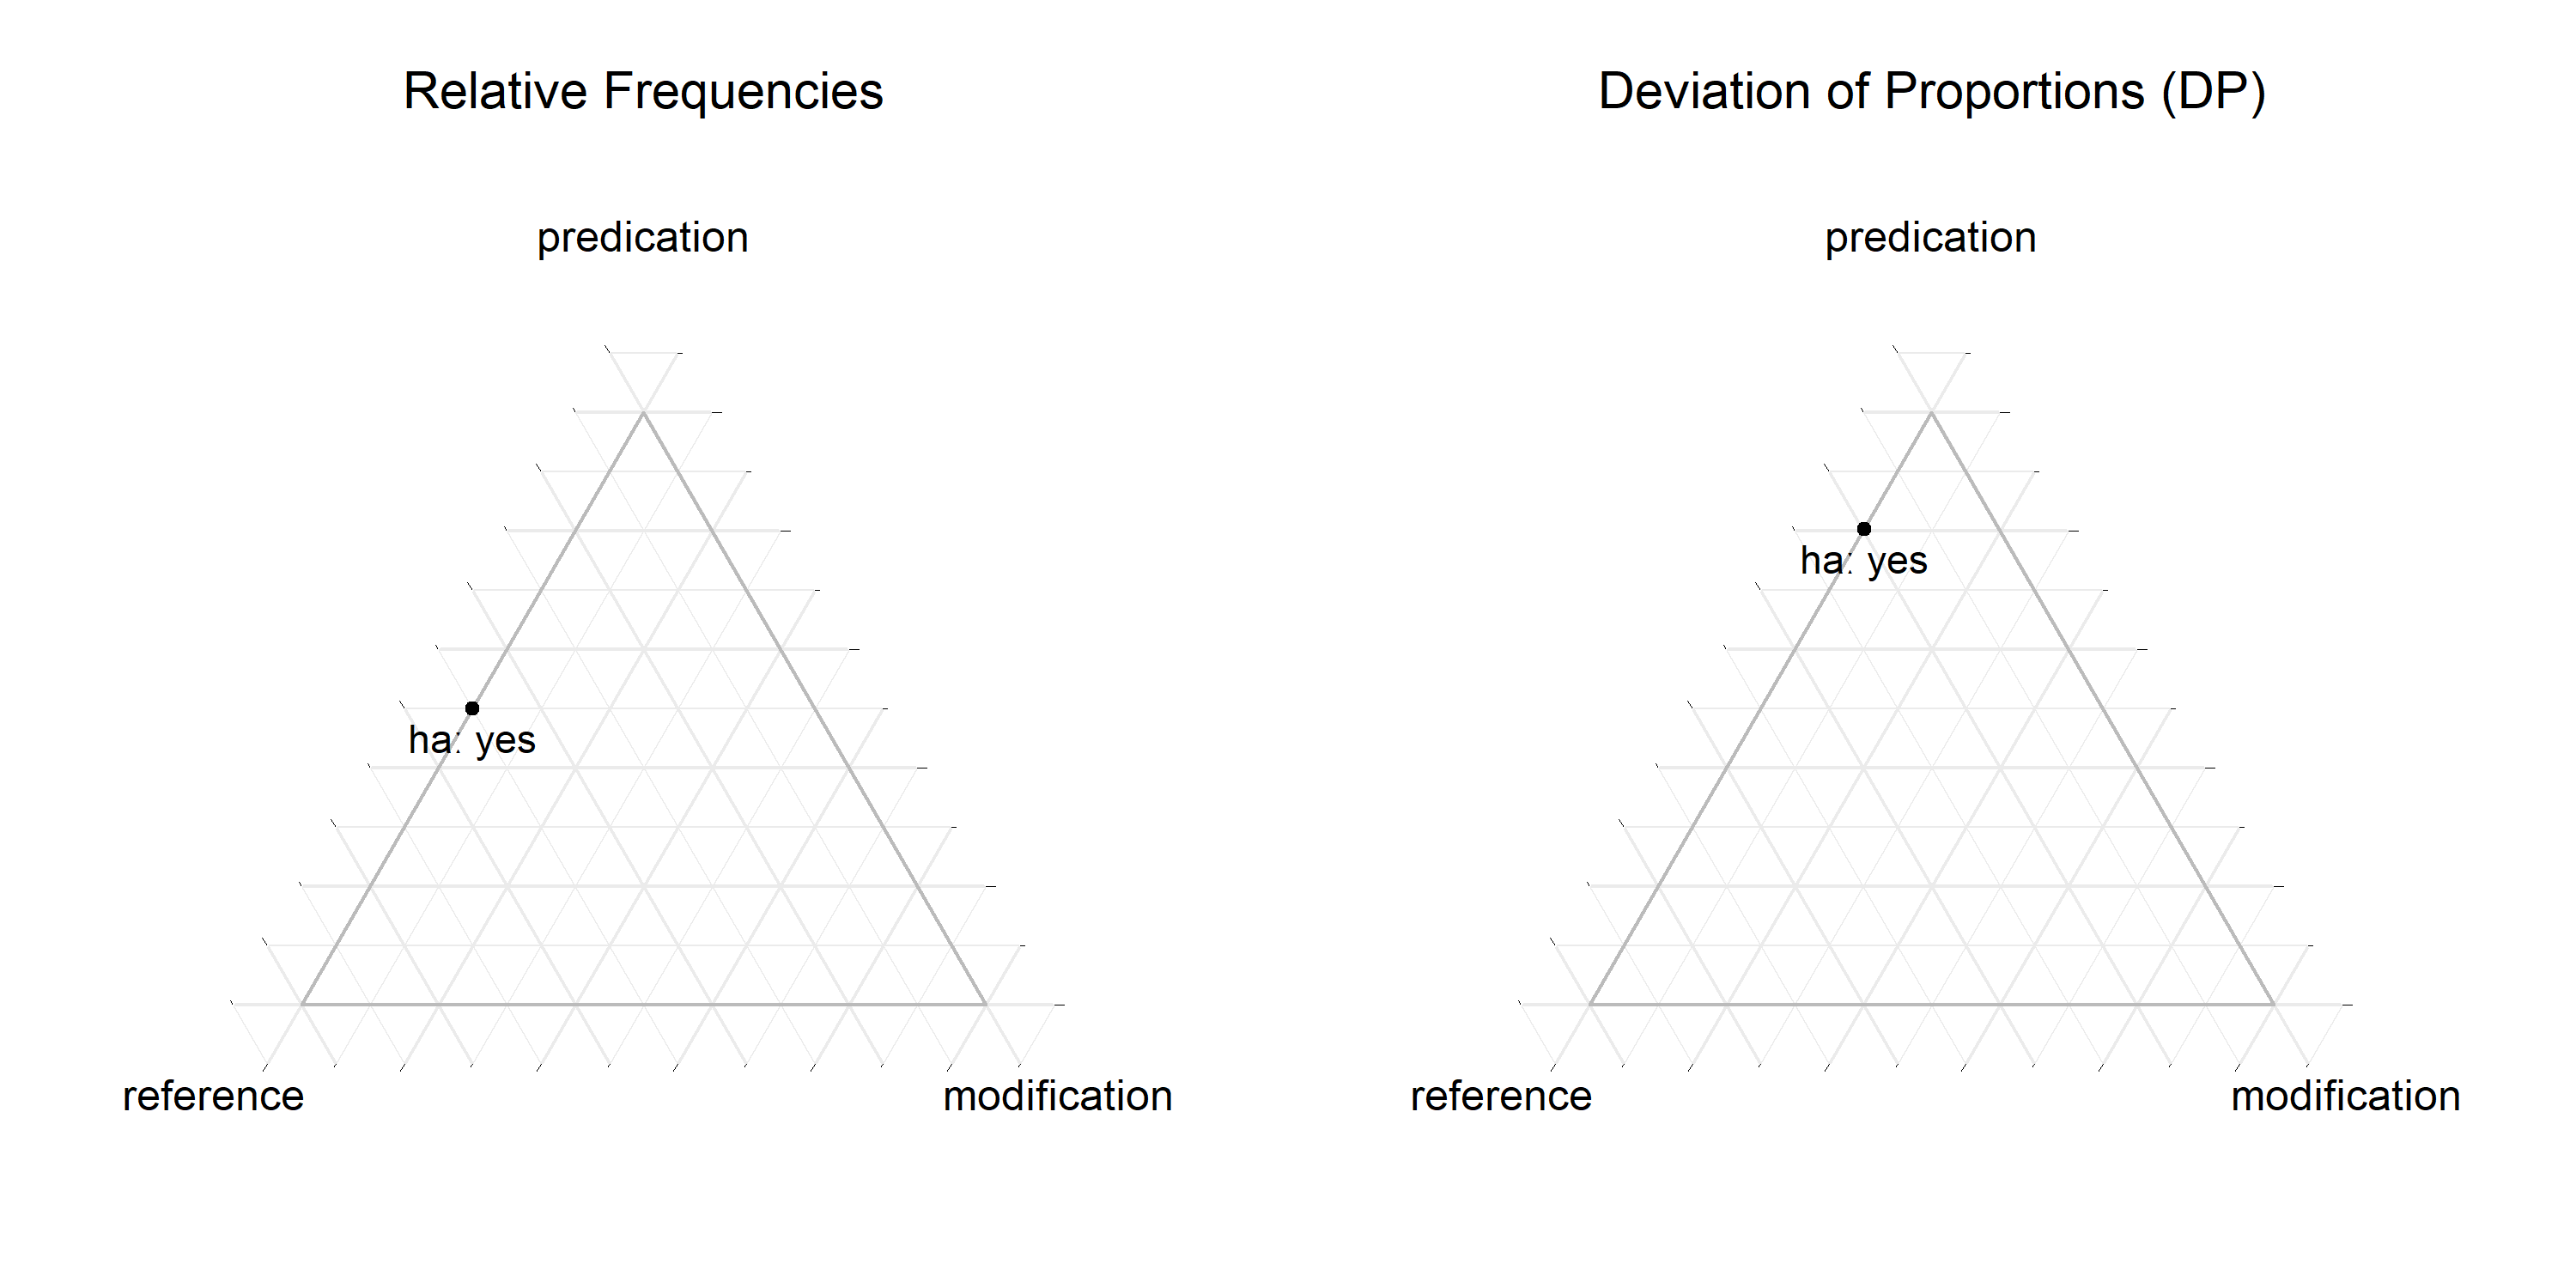 Relative Frequencies
predication
ha: yes
reference
modification
Deviation of Proportions (DP)
predication
ha: yes
reference
modification